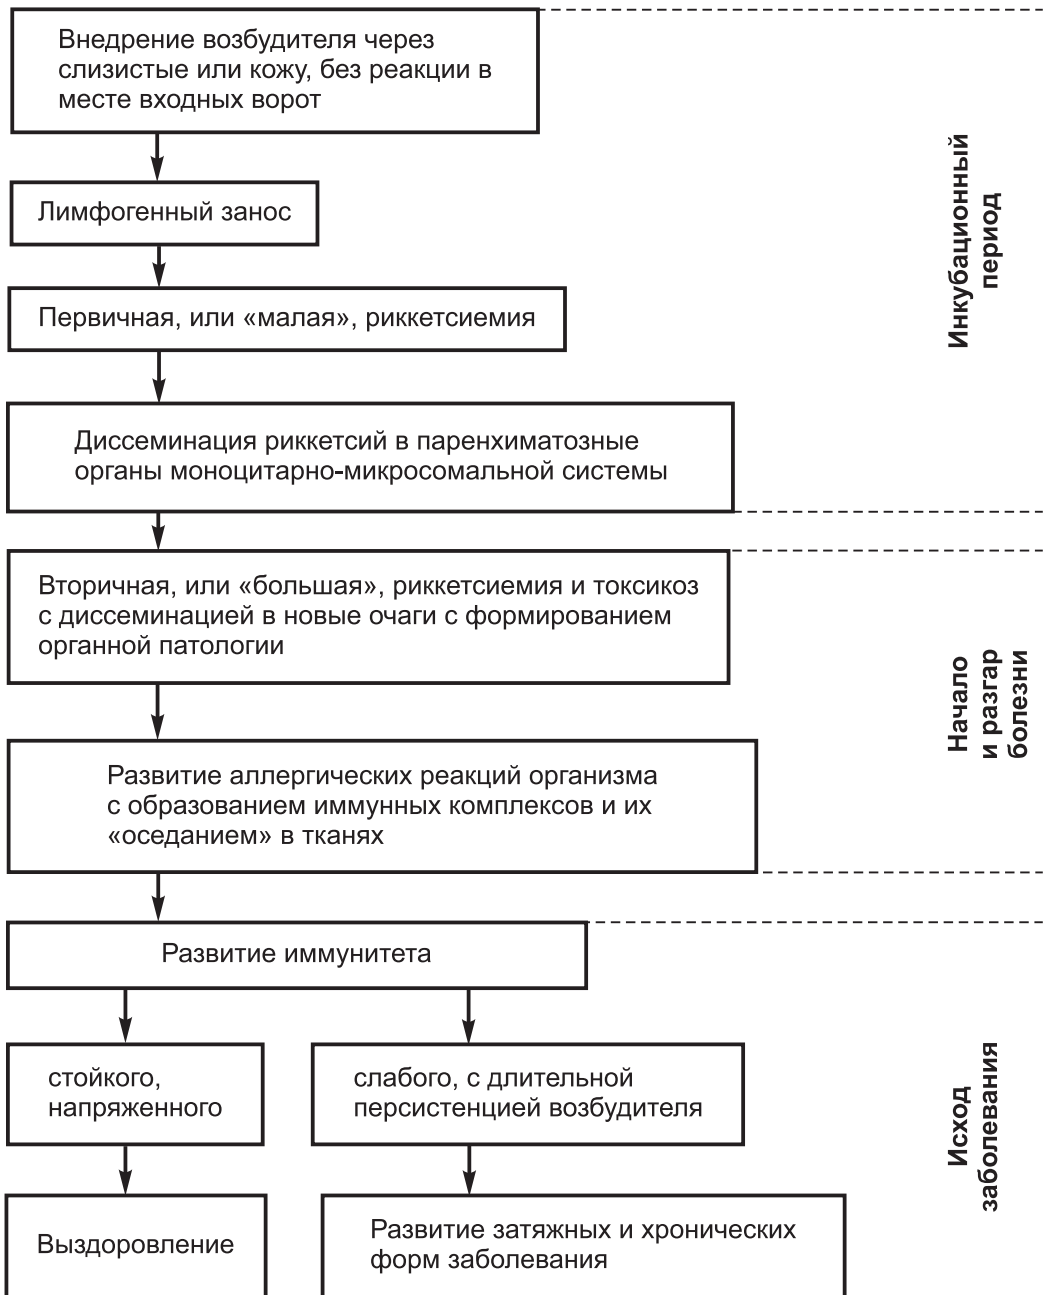 Внедрение возбудителя через
слизистые или кожу, без реакции в
месте входных ворот
Лимфогенный занос
Первичная, или «малая», риккетсиемия
Диссеминация риккетсий в паренхиматозные
органы моноцитарно-микросомальной системы
Инкубационный
период
Вторичная, или «большая», риккетсиемия и токсикоз
с диссеминацией в новые очаги с формированием
органной патологии
Развитие аллергических реакций организма
с образованием иммунных комплексов и их
«оседанием» в тканях
Начало
и разгар
болезни
Развитие иммунитета
стойкого,
напряженного
слабого, с длительной
персистенцией возбудителя
Выздоровление
Развитие затяжных и хронических
форм заболевания
Исход
заболевания